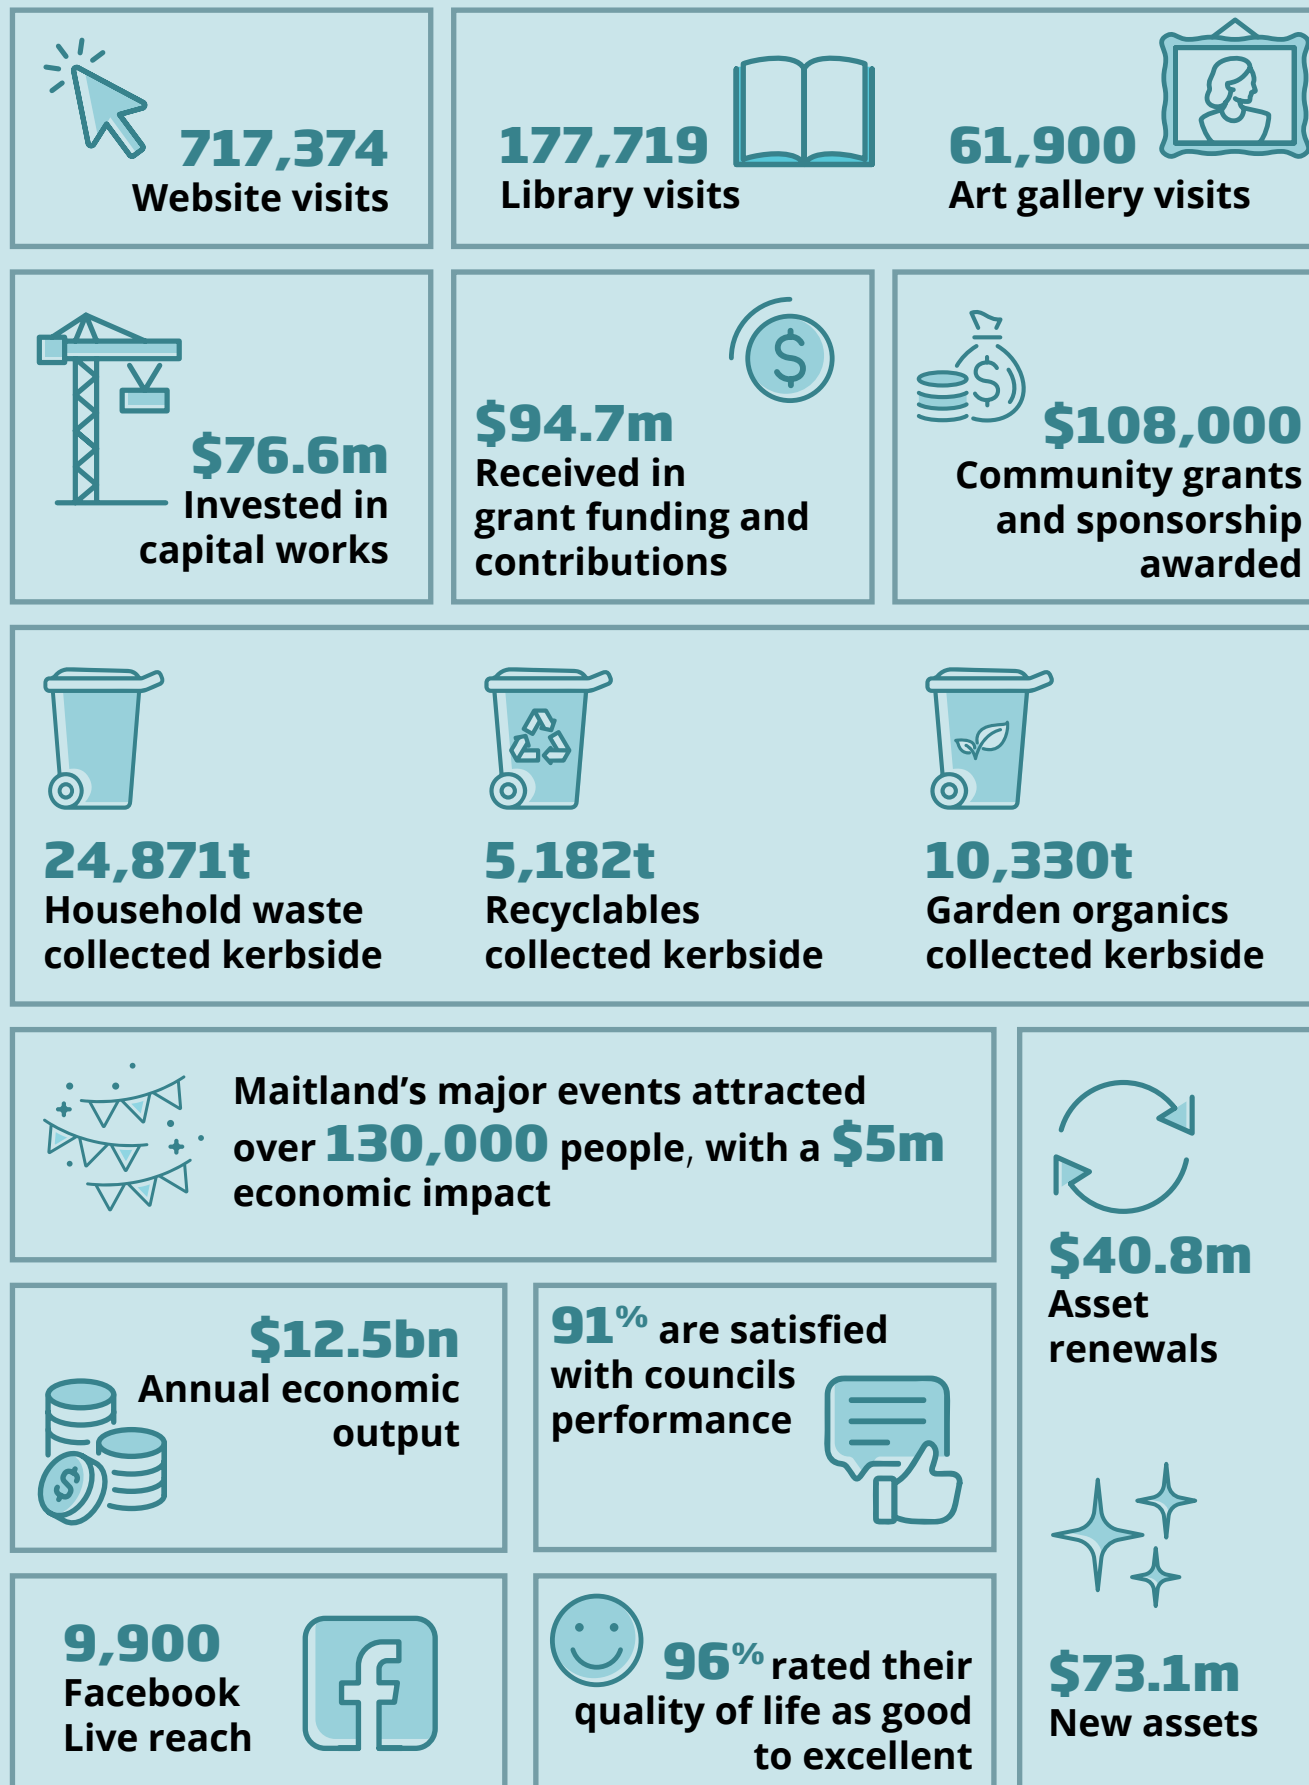 717,374
Website visits
177,719
Library visits
61,900
Art gallery visits
$76.6m
Invested in
capital works
$94.7m
Received in
grant funding and
contributions
$108,000
Community grants
and sponsorship
awarded
24,871t
Household waste
collected kerbside
5,182t
Recyclables
collected kerbside
10,330t
Garden organics
collected kerbside
Maitland’s major events attracted
over 130,000 people, with a $5m
economic impact
$40.8m
Asset
renewals
$12.5bn
Annual economic
output
91% are satisfied
with councils
performance
9,900
Facebook
Live reach
96% rated their
quality of life as good
to excellent
$73.1m
New assets